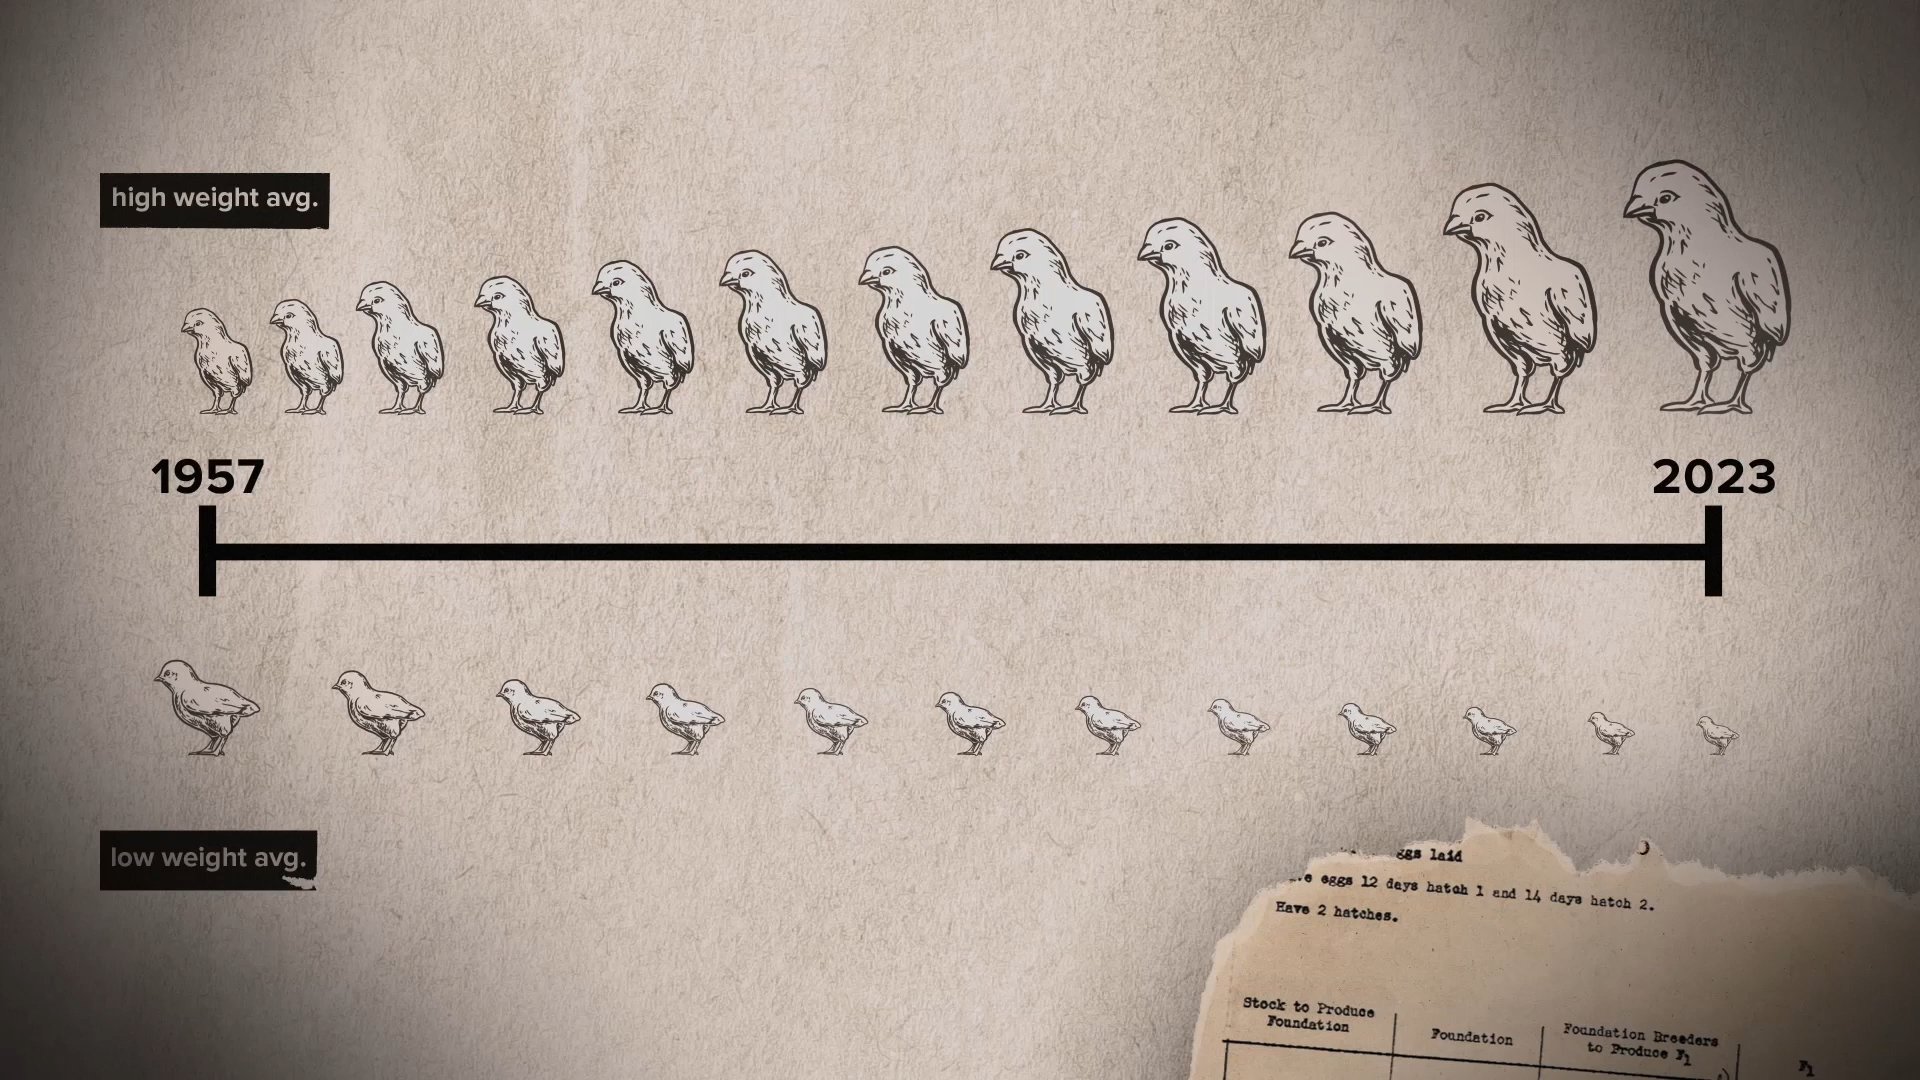 high weight avg.
1957
2023
low weight avg.
eggs laid
eggs 12 days hatch 1 and 14 days hatch 2.
Have 2 hatches.
Stock to Produce
Foundation
Foundation
Foundation Breeders
to Produce F1
F1